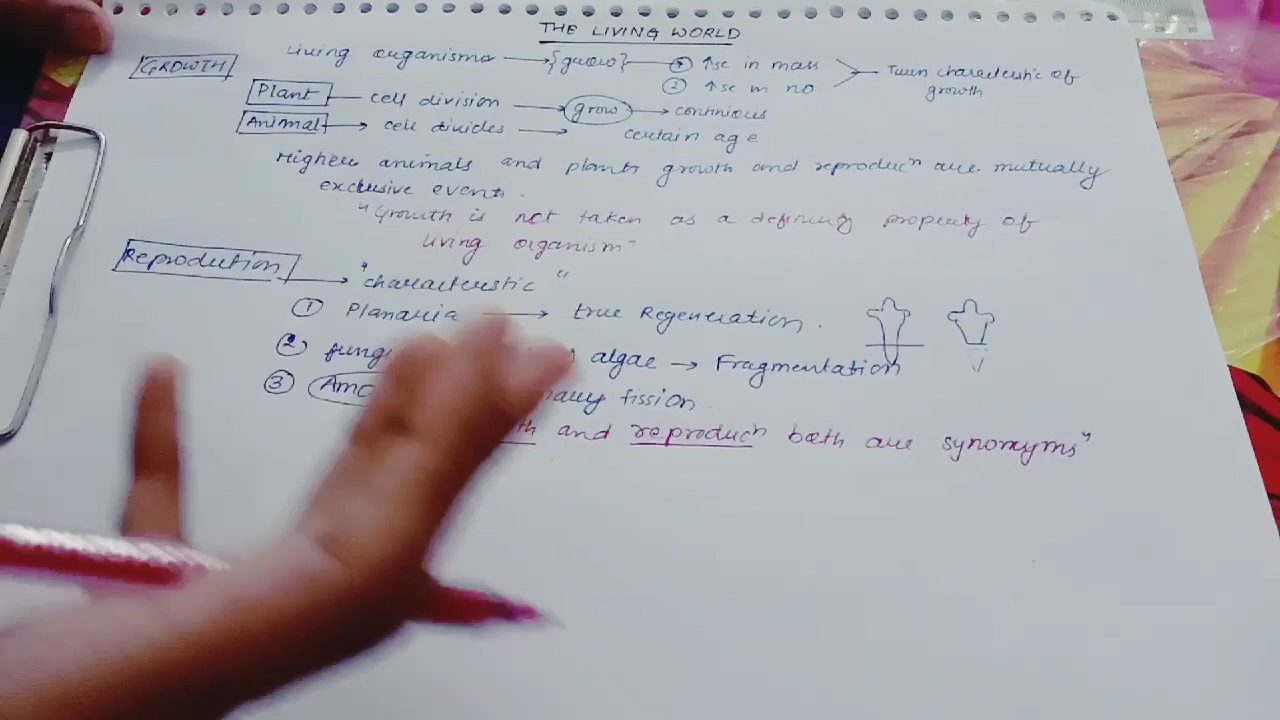 THE LIVING WORLD
GROWTH
Living organisms → {grow} → ① ↑se in mass
② ↑se in no
Twin characteristic of
growth
Plant — cell division → grow → continious
Animal → cell divides → certain age
Higher animals and plants growth and reproducⁿ are mutually
exclusive events.
"Growth is not taken as a defining property of
living organism"
Reproduction → "characterstic"
① Planaria → true Regeneration.
② algae → Fragmentation
③ fission
and reproducⁿ both are synonyms"